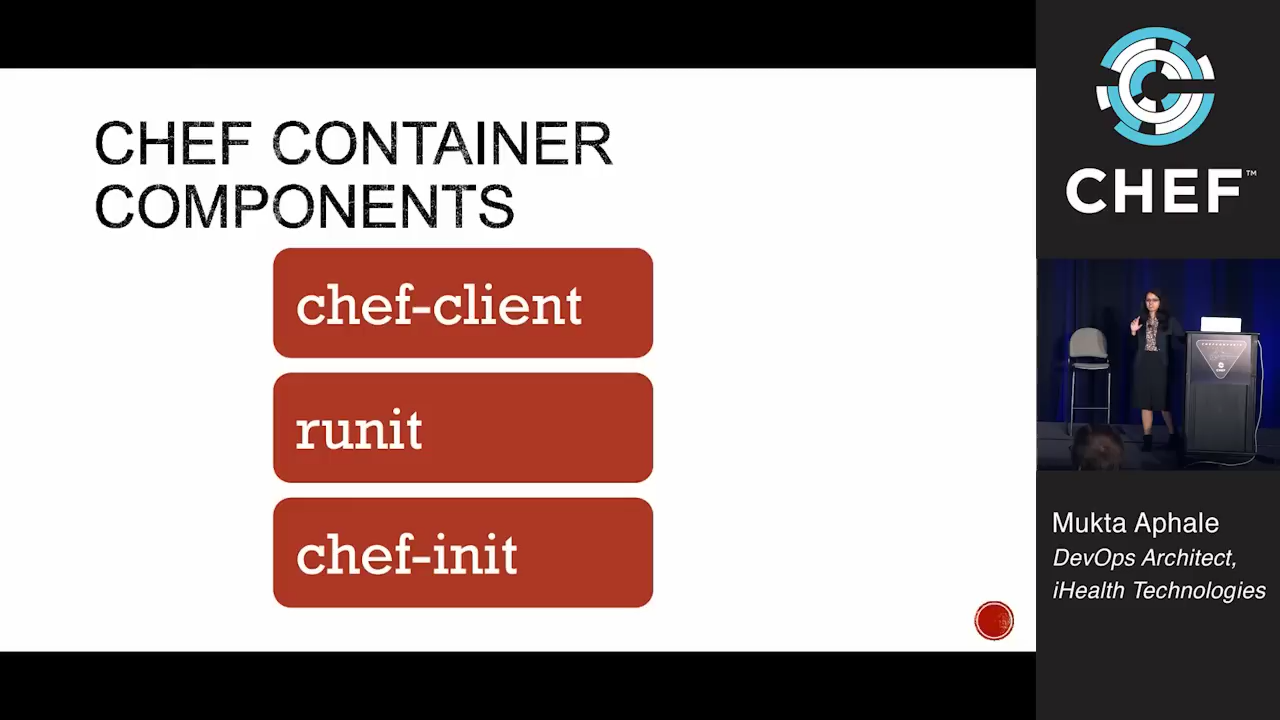 CHEF CONTAINER
COMPONENTS
chef-client
runit
chef-init
CHEF™
Mukta Aphale
DevOps Architect,
iHealth Technologies